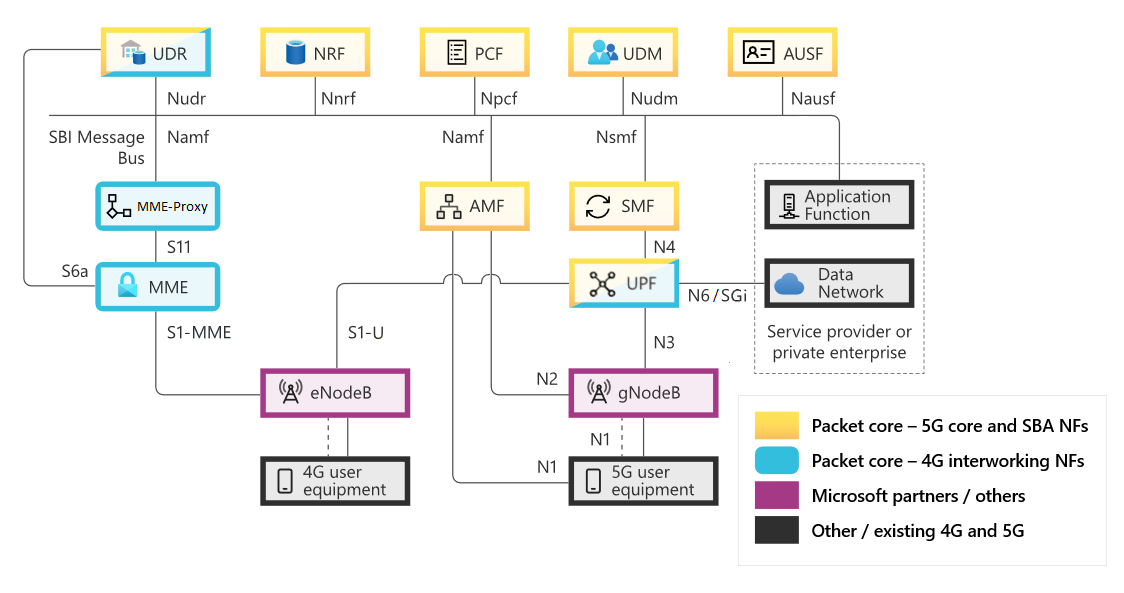 UDR
NRF
PCF
UDM
AUSF
Nudr
Nnrf
Npcf
Nudm
Nausf
SBI Message
Bus
Namf
Namf
Nsmf
MME-Proxy
AMF
SMF
Application
Function
S11
N4
S6a
MME
UPF
N6/SGi
Data
Network
S1-MME
S1-U
N3
Service provider or
private enterprise
N2
eNodeB
gNodeB
N1
N1
4G user
equipment
5G user
equipment
Packet core – 5G core and SBA NFs
Packet core – 4G interworking NFs
Microsoft partners / others
Other / existing 4G and 5G